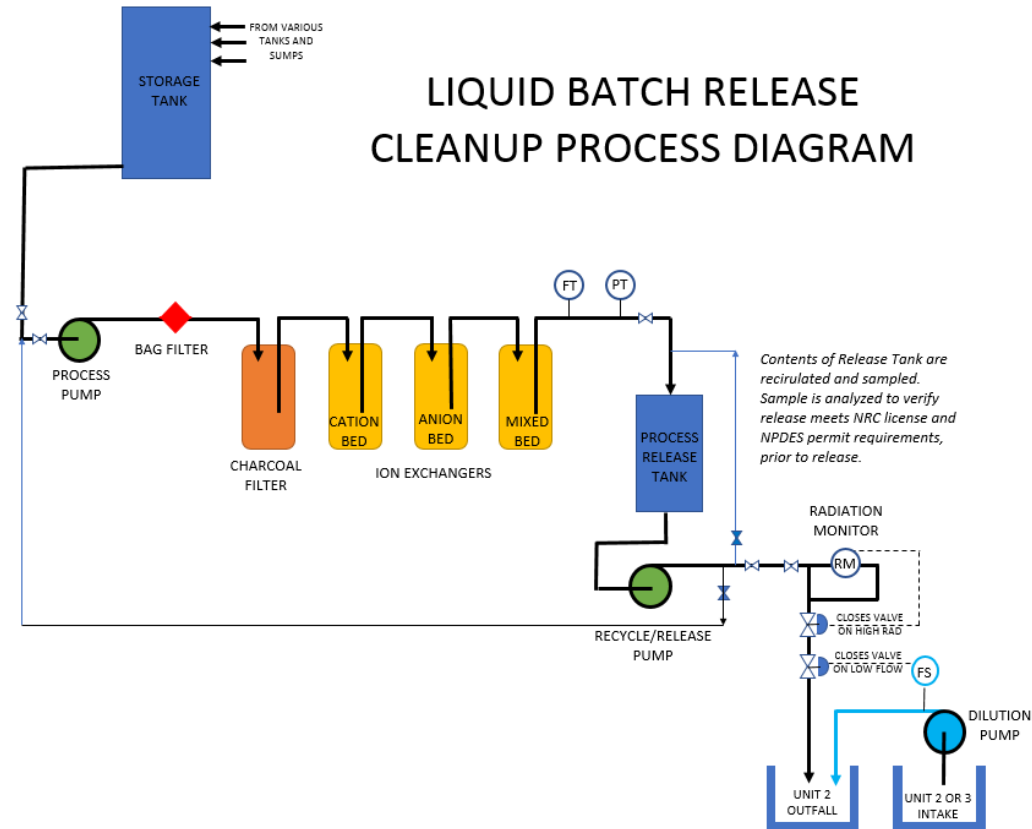 FROM VARIOUS
TANKS AND
SUMPS
STORAGE
TANK
LIQUID BATCH RELEASE
CLEANUP PROCESS DIAGRAM
FT
PT
BAG FILTER
PROCESS
PUMP
CATION
BED
ANION
BED
MIXED
BED
CHARCOAL
FILTER
ION EXCHANGERS
PROCESS
RELEASE
TANK
Contents of Release Tank are
recirulated and sampled.
Sample is analyzed to verify
release meets NRC license and
NPDES permit requirements,
prior to release.
RADIATION
MONITOR
RM
RECYCLE/RELEASE
PUMP
CLOSES VALVE
ON HIGH RAD
CLOSES VALVE
ON LOW FLOW
FS
DILUTION
PUMP
UNIT 2
OUTFALL
UNIT 2 OR 3
INTAKE